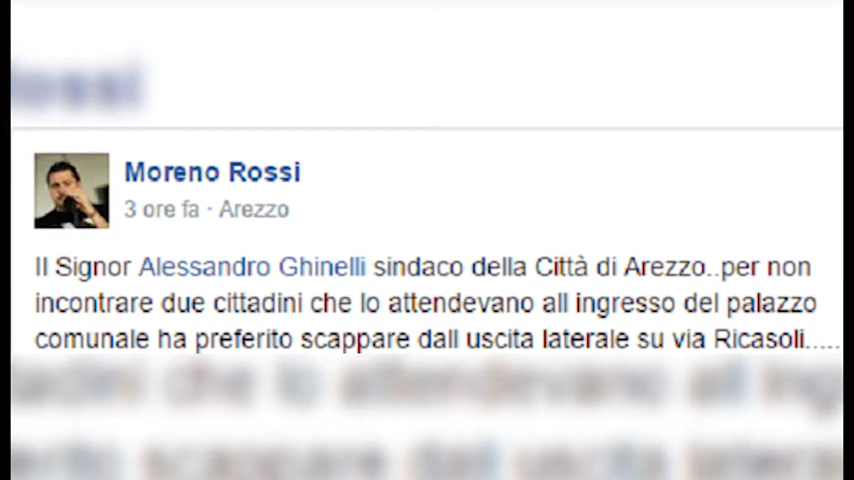 Rossi
Moreno Rossi
3 ore fa · Arezzo
Il Signor Alessandro Ghinelli sindaco della Città di Arezzo..per non
incontrare due cittadini che lo attendevano all ingresso del palazzo
comunale ha preferito scappare dall uscita laterale su via Ricasoli.....